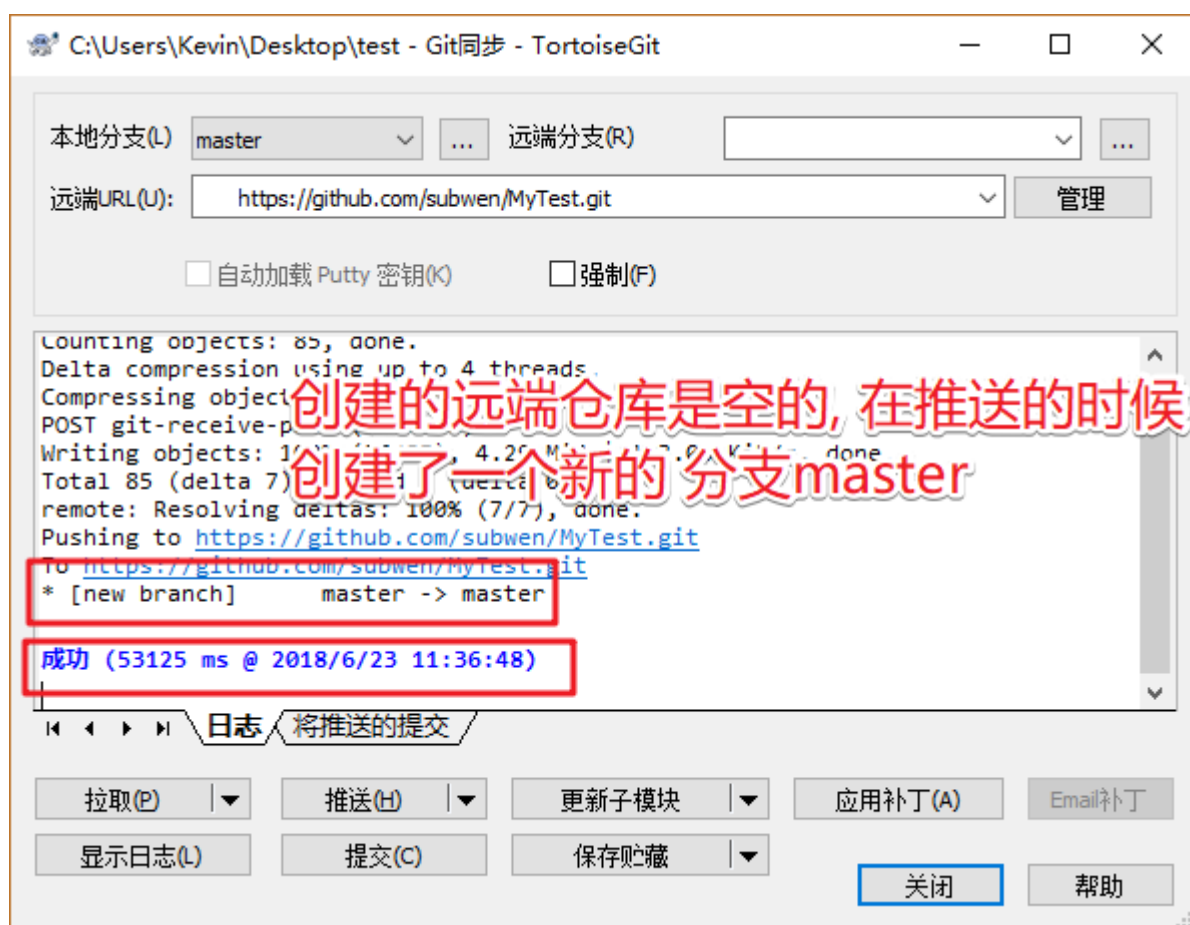 C:\Users\Kevin\Desktop\test - Git同步 - TortoiseGit
本地分支(L) master ... 远端分支(R) ...
远端URL(U): https://github.com/subwen/MyTest.git 管理
自动加载 Putty 密钥(K) 强制(F)
Counting objects: 85, done.
Delta compression using up to 4 threads.
Compressing
创建的远端仓库是空的, 在推送的时候
POST
Writing objects: done
创建了一个新的 分支master
Total 85 (delta 7)
remote: Resolving deltas: 100% (7/7), done.
Pushing to https://github.com/subwen/MyTest.git
To https://github.com/subwen/MyTest.git
* [new branch] master -> master
成功 (53125 ms @ 2018/6/23 11:36:48)
日志 将推送的提交
拉取(P) 推送(H) 更新子模块 应用补丁(A) Email补丁
显示日志(L) 提交(C) 保存贮藏
关闭 帮助